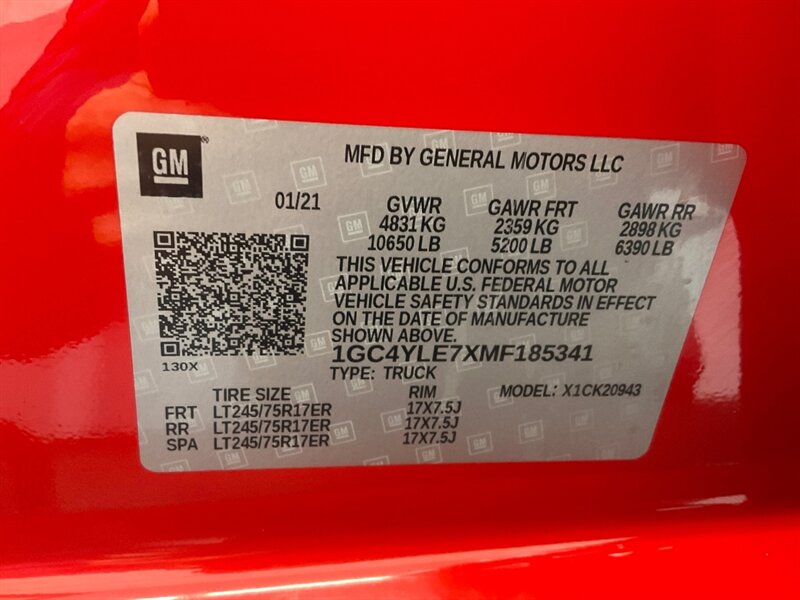 GM®
MFD BY GENERAL MOTORS LLC
01/21 GVWR GAWR FRT GAWR RR
4831 KG 2359 KG 2898 KG
10650 LB 5200 LB 6390 LB
THIS VEHICLE CONFORMS TO ALL
APPLICABLE U.S. FEDERAL MOTOR
VEHICLE SAFETY STANDARDS IN EFFECT
ON THE DATE OF MANUFACTURE
SHOWN ABOVE.
1GC4YLE7XMF185341
130X
TYPE: TRUCK
TIRE SIZE RIM MODEL: X1CK20943
FRT LT245/75R17ER 17X7.5J
RR LT245/75R17ER 17X7.5J
SPA LT245/75R17ER 17X7.5J